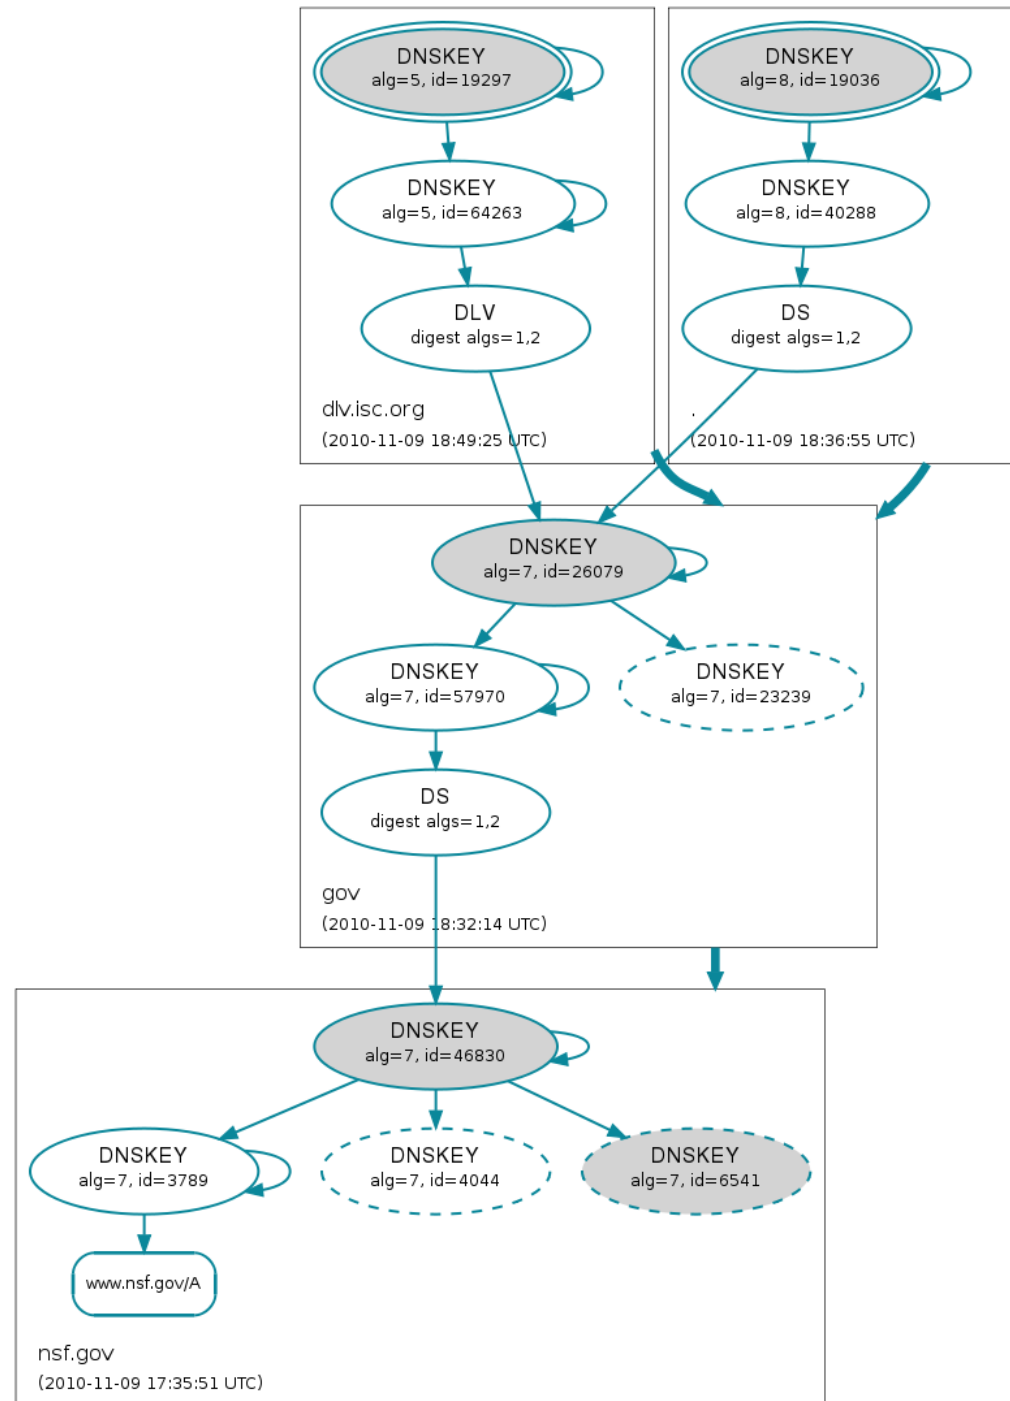 DNSKEY
alg=5, id=19297
DNSKEY
alg=5, id=64263
DLV
digest algs=1,2
dlv.isc.org
(2010-11-09 18:49:25 UTC)
DNSKEY
alg=8, id=19036
DNSKEY
alg=8, id=40288
DS
digest algs=1,2
.
(2010-11-09 18:36:55 UTC)
DNSKEY
alg=7, id=26079
DNSKEY
alg=7, id=57970
DNSKEY
alg=7, id=23239
DS
digest algs=1,2
gov
(2010-11-09 18:32:14 UTC)
DNSKEY
alg=7, id=46830
DNSKEY
alg=7, id=3789
DNSKEY
alg=7, id=4044
DNSKEY
alg=7, id=6541
www.nsf.gov/A
nsf.gov
(2010-11-09 17:35:51 UTC)